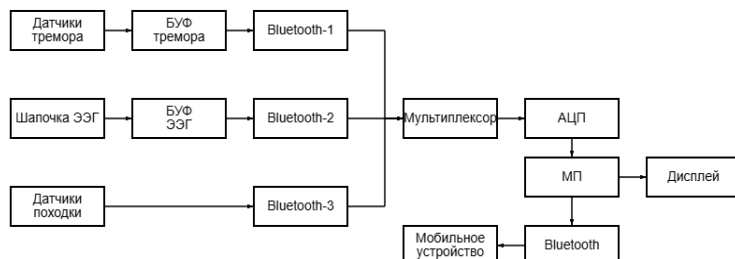 Датчики
тремора
БУФ
тремора
Bluetooth-1
Шапочка ЭЭГ
БУФ
ЭЭГ
Bluetooth-2
Мультиплексор
АЦП
МП
Дисплей
Датчики
походки
Bluetooth-3
Мобильное
устройство
Bluetooth